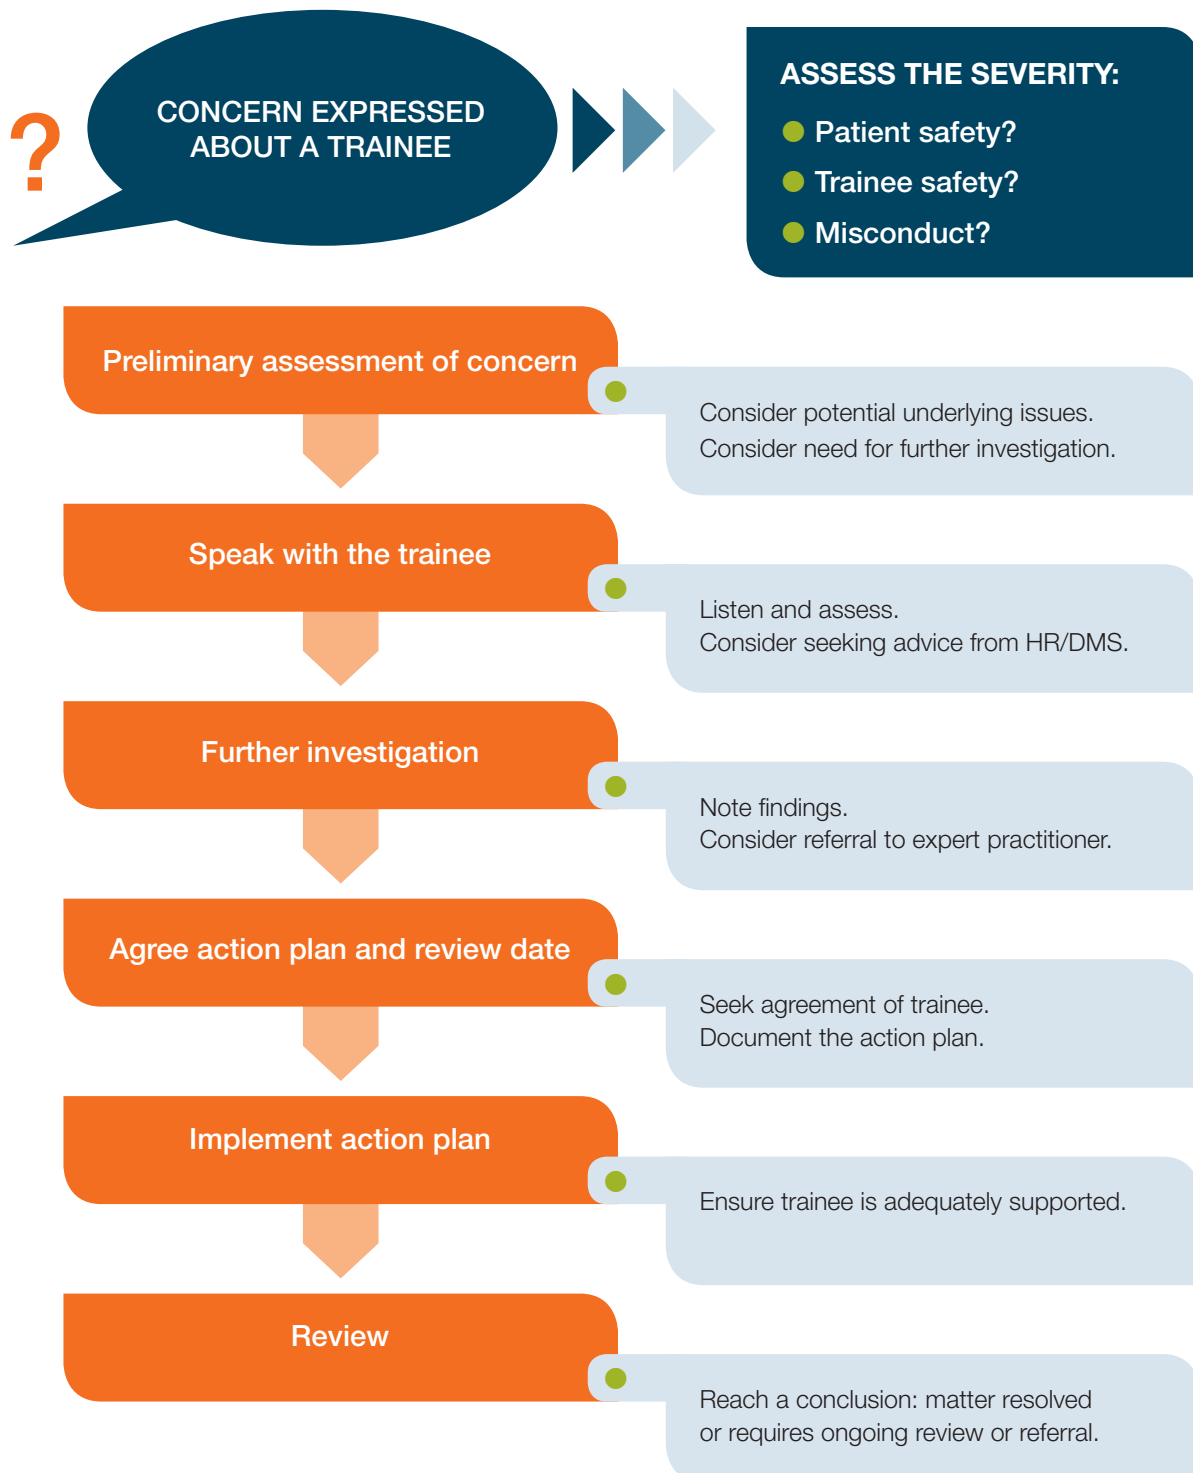 ?
CONCERN EXPRESSED
ABOUT A TRAINEE
ASSESS THE SEVERITY:
Patient safety?
Trainee safety?
Misconduct?
Preliminary assessment of concern
Consider potential underlying issues.
Consider need for further investigation.
Speak with the trainee
Listen and assess.
Consider seeking advice from HR/DMS.
Further investigation
Note findings.
Consider referral to expert practitioner.
Agree action plan and review date
Seek agreement of trainee.
Document the action plan.
Implement action plan
Ensure trainee is adequately supported.
Review
Reach a conclusion: matter resolved
or requires ongoing review or referral.